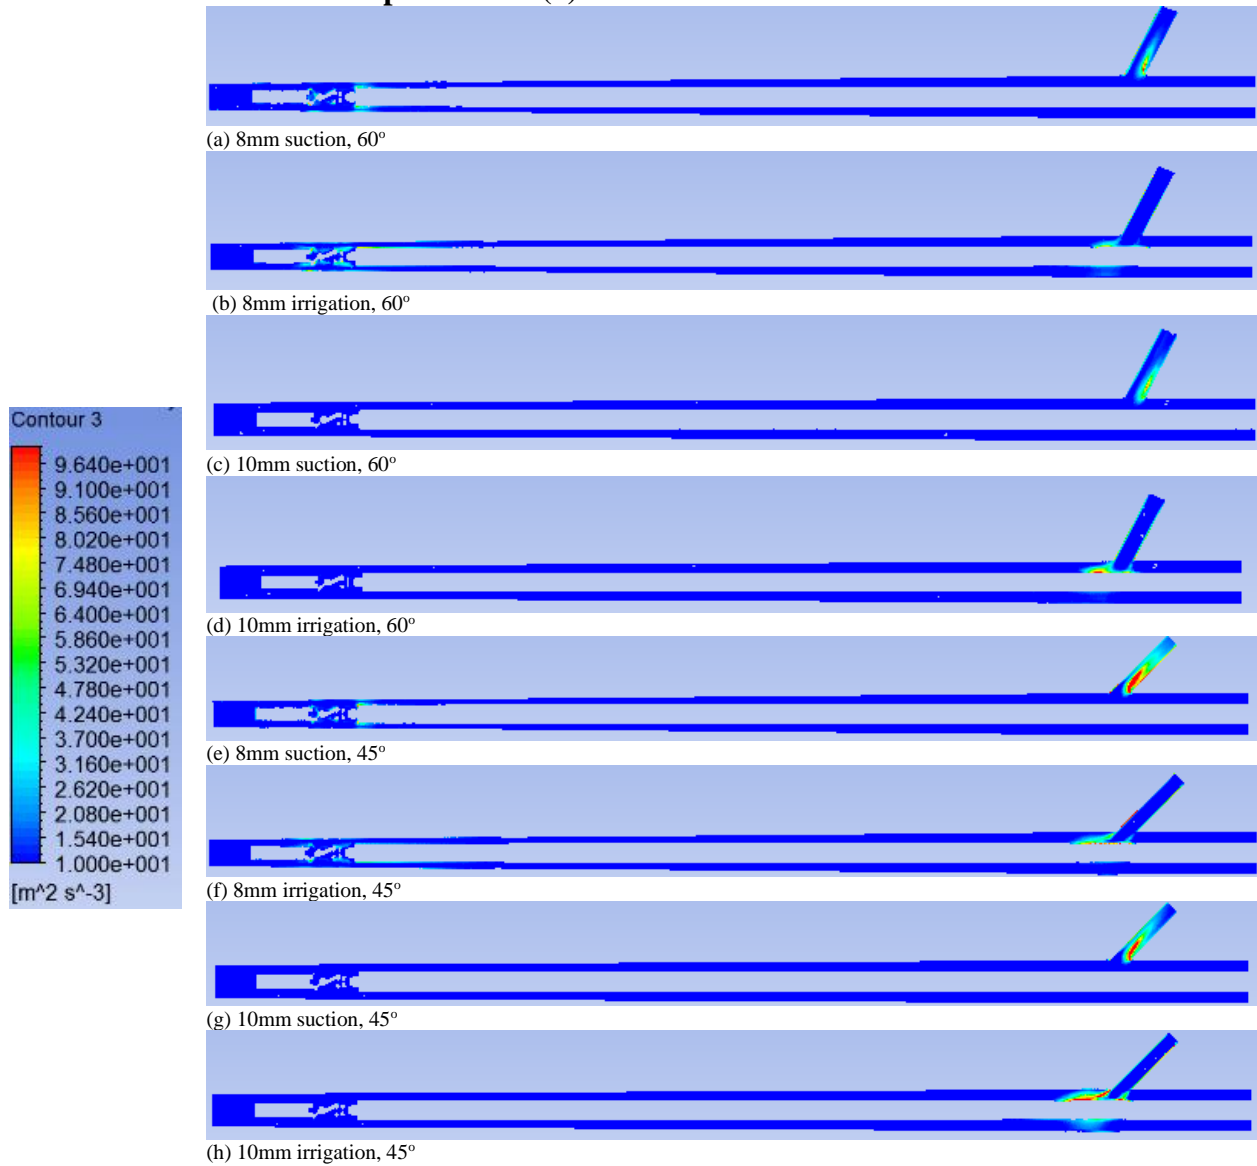 (a) 8mm suction, 60°
(b) 8mm irrigation, 60°
(c) 10mm suction, 60°
(d) 10mm irrigation, 60°
(e) 8mm suction, 45°
(f) 8mm irrigation, 45°
(g) 10mm suction, 45°
(h) 10mm irrigation, 45°
Contour 3
9.640e+001
9.100e+001
8.560e+001
8.020e+001
7.480e+001
6.940e+001
6.400e+001
5.860e+001
5.320e+001
4.780e+001
4.240e+001
3.700e+001
3.160e+001
2.620e+001
2.080e+001
1.540e+001
1.000e+001
[m^2 s^-3]